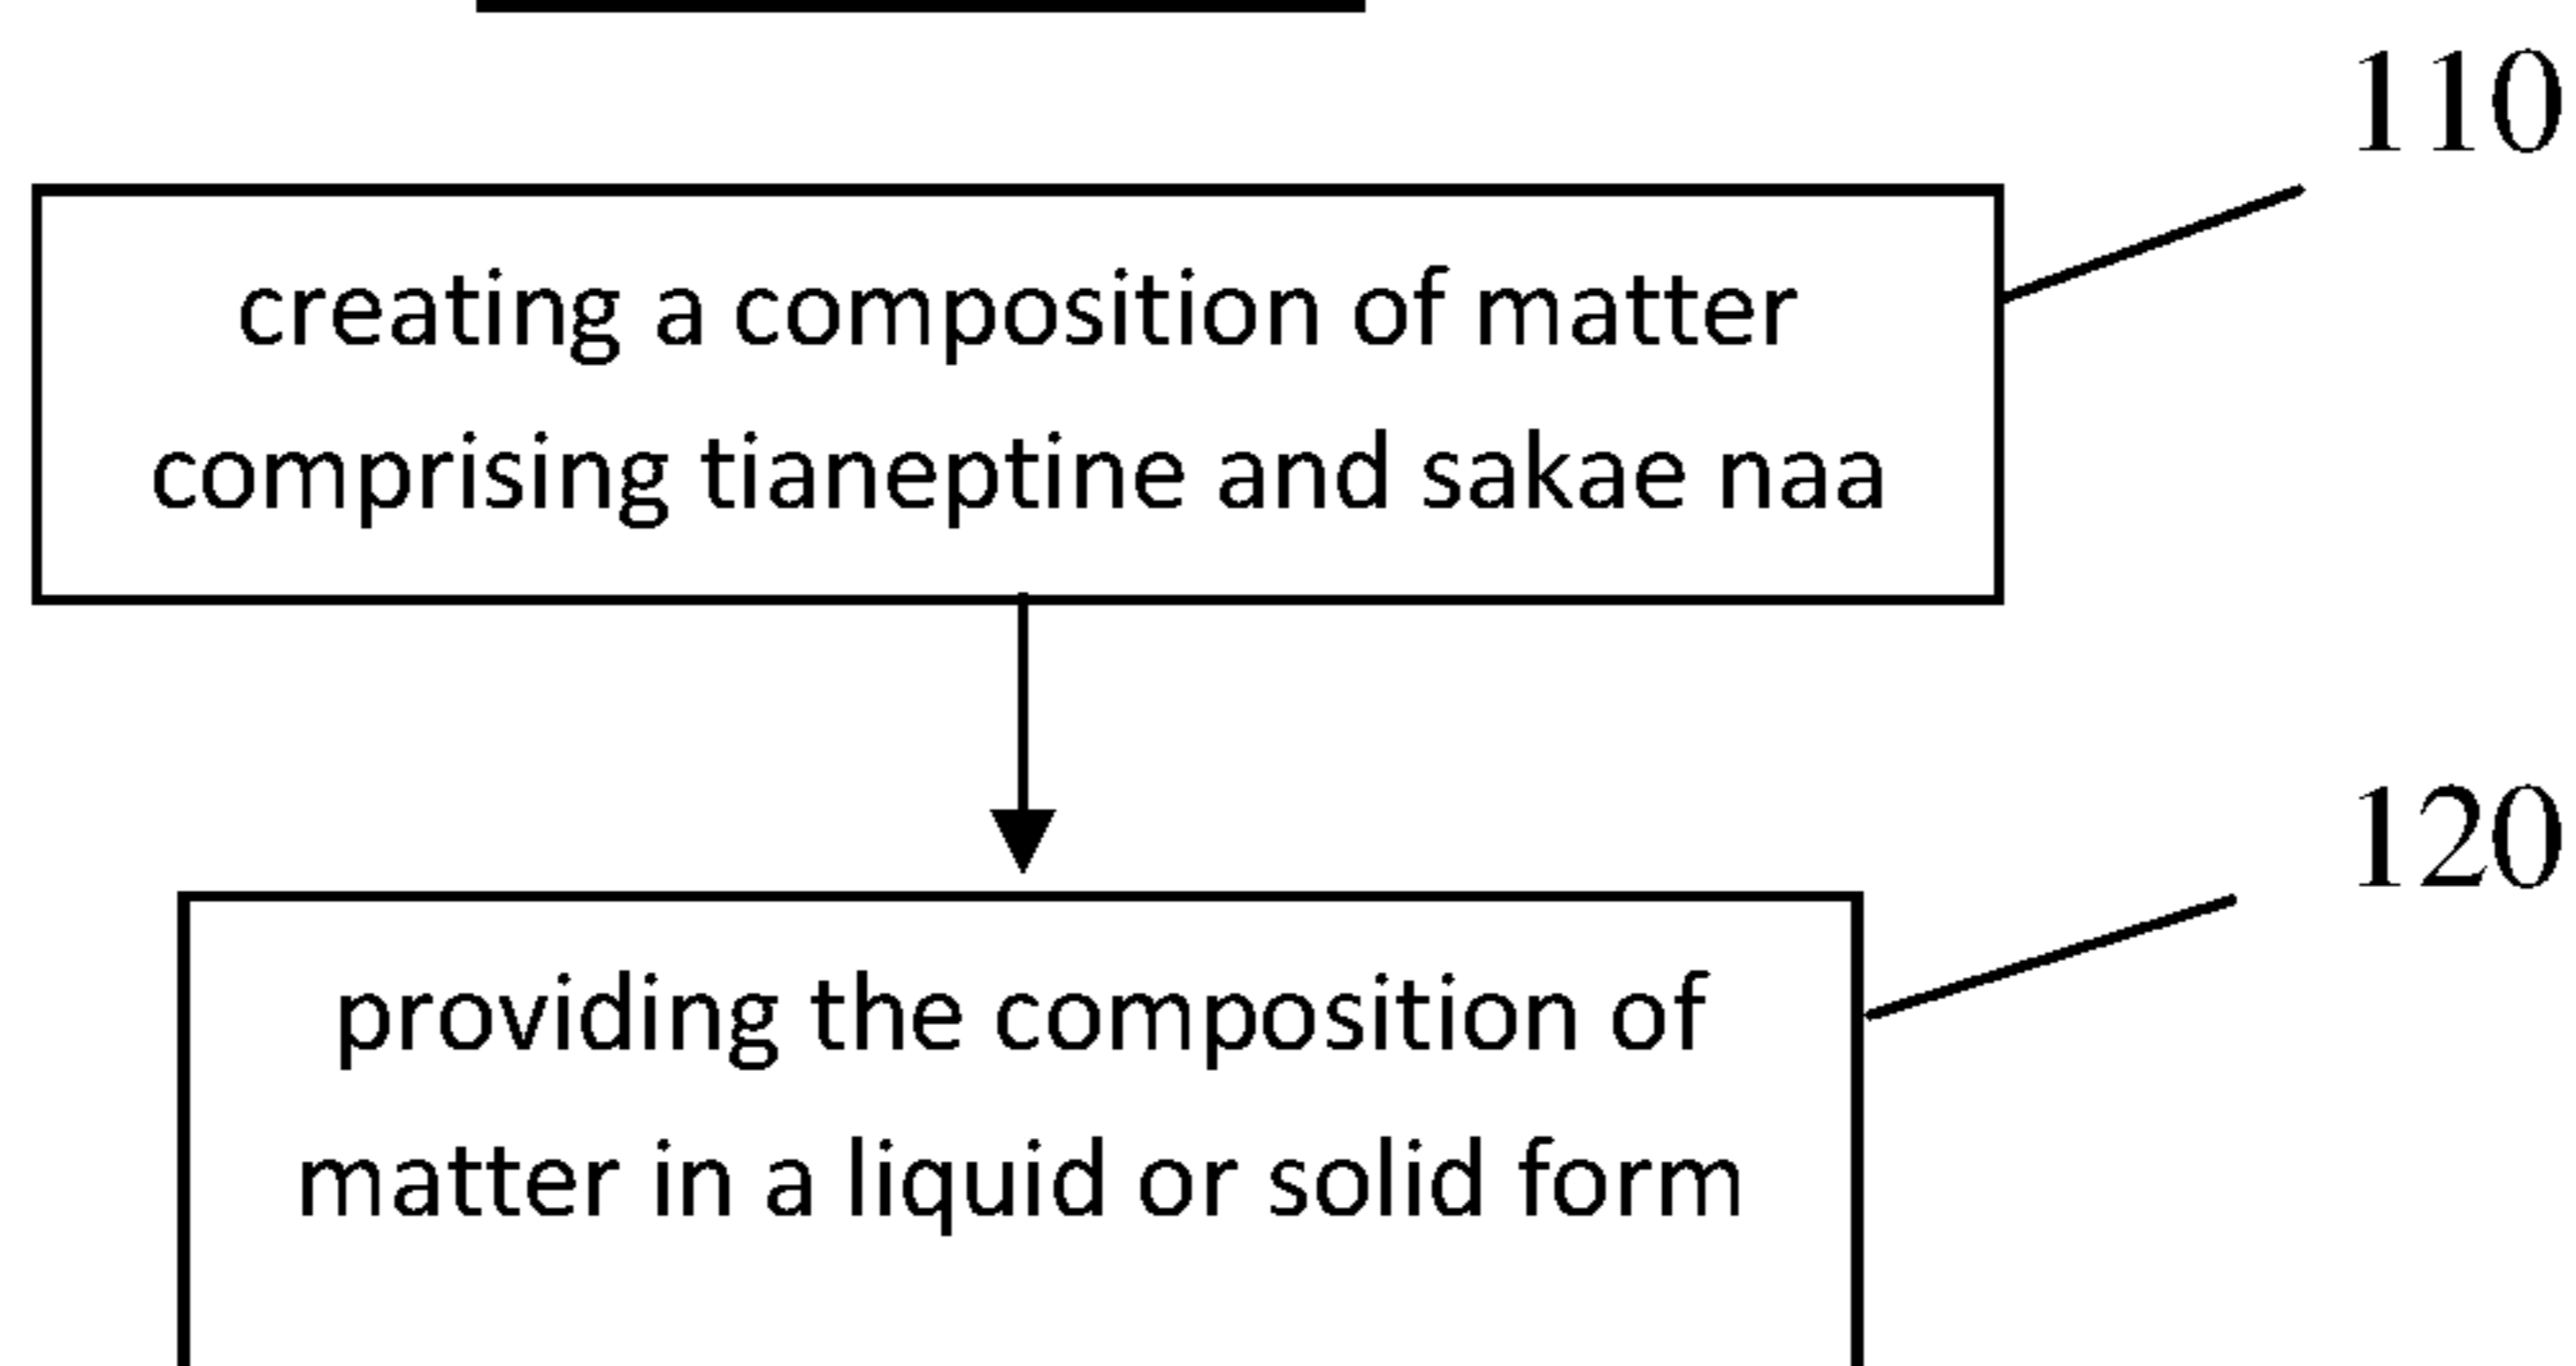 110
creating a composition of matter
comprising tianeptine and sakae naa
120
providing the composition of
matter in a liquid or solid form